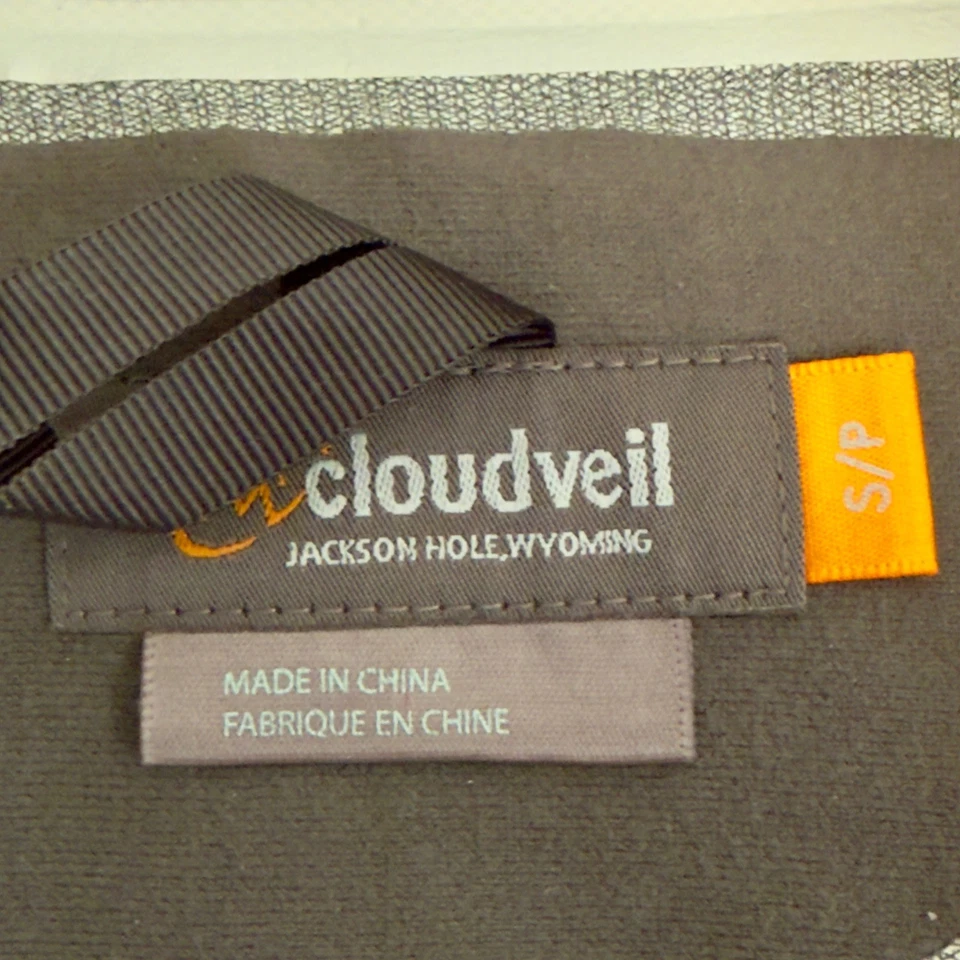 cloudveil
JACKSON HOLE, WYOMING
S/P
MADE IN CHINA
FABRIQUE EN CHINE